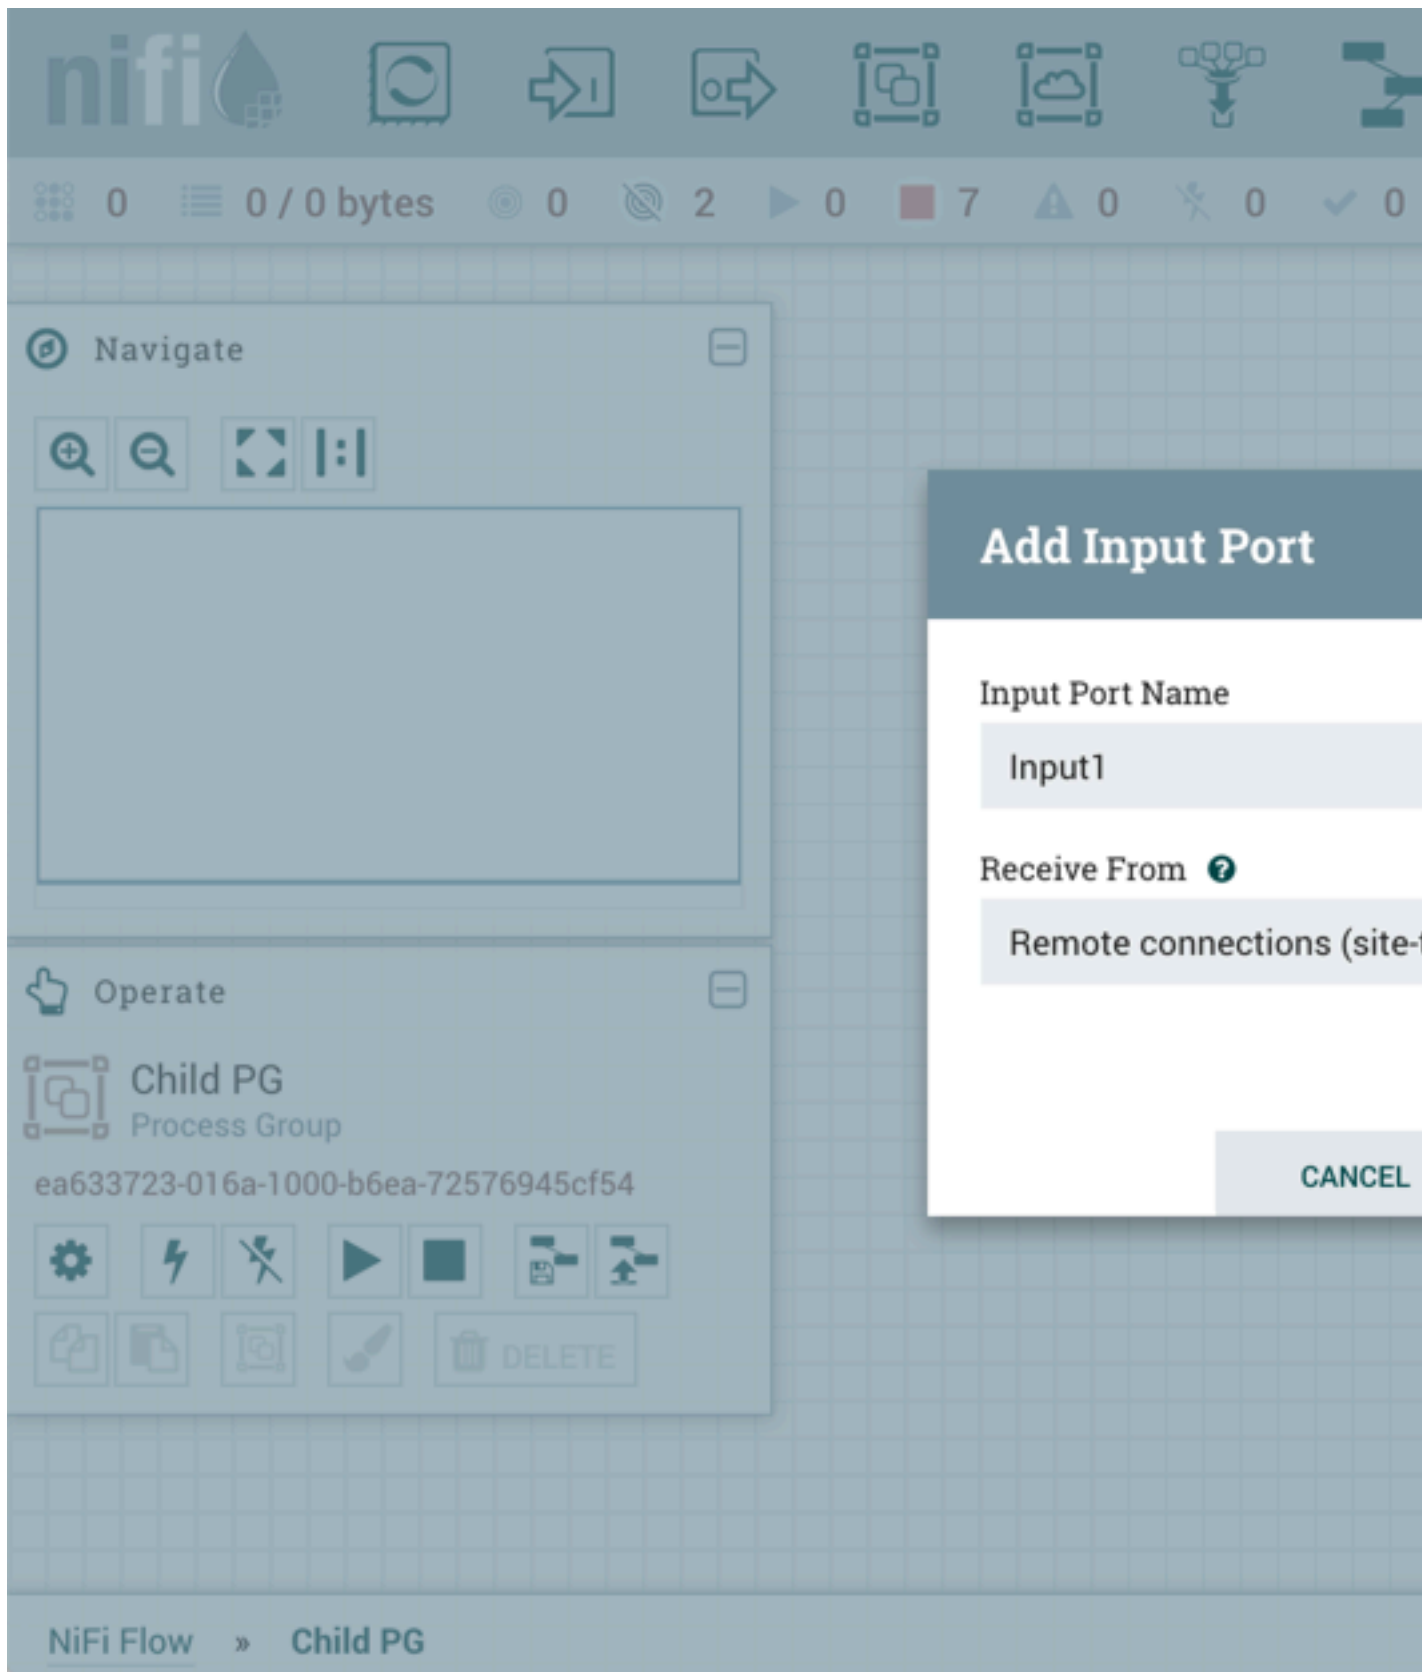 nifi
0 0 / 0 bytes 0 2 0 7 0 0 0
Navigate
Add Input Port
Input Port Name
Input1
Receive From
Remote connections (site-
Operate
Child PG
Process Group
ea633723-016a-1000-b6ea-72576945cf54
CANCEL
DELETE
NiFi Flow » Child PG